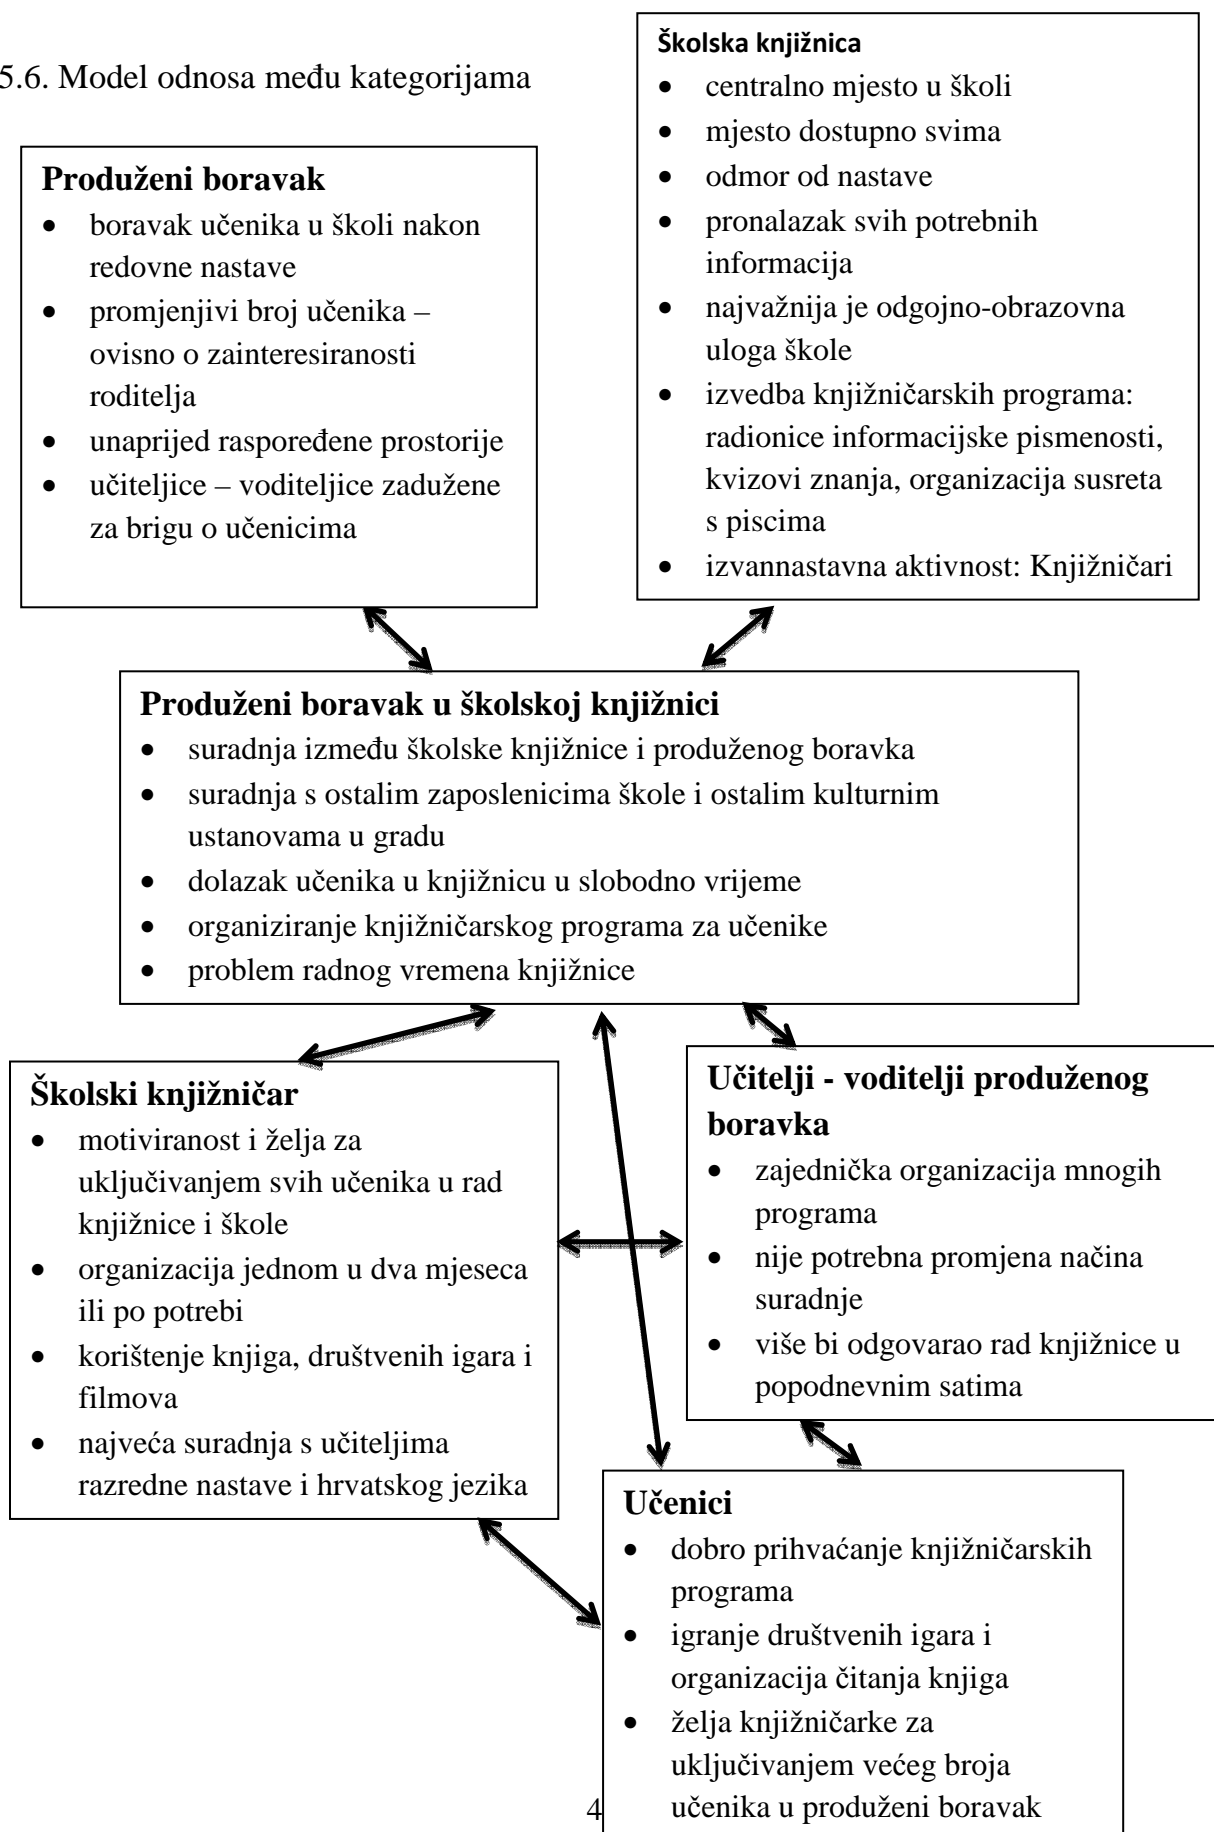 5.6. Model odnosa među kategorijama
Školska knjižnica
• centralno mjesto u školi
• mjesto dostupno svima
• odmor od nastave
• pronalazak svih potrebnih
informacija
• najvažnija je odgojno-obrazovna
uloga škole
• izvedba knjižničarskih programa:
radionice informacijske pismenosti,
kvizovi znanja, organizacija susreta
s piscima
• izvannastavna aktivnost: Knjižničari
Produženi boravak
• boravak učenika u školi nakon
redovne nastave
• promjenjivi broj učenika –
ovisno o zainteresiranosti
roditelja
• unaprijed raspoređene prostorije
• učiteljice – voditeljice zadužene
za brigu o učenicima
Produženi boravak u školskoj knjižnici
• suradnja između školske knjižnice i produženog boravka
• suradnja s ostalim zaposlenicima škole i ostalim kulturnim
ustanovama u gradu
• dolazak učenika u knjižnicu u slobodno vrijeme
• organiziranje knjižničarskog programa za učenike
• problem radnog vremena knjižnice
Školski knjižničar
• motiviranost i želja za
uključivanjem svih učenika u rad
knjižnice i škole
• organizacija jednom u dva mjeseca
ili po potrebi
• korištenje knjiga, društvenih igara i
filmova
• najveća suradnja s učiteljima
razredne nastave i hrvatskog jezika
Učitelji - voditelji produženog
boravka
• zajednička organizacija mnogih
programa
• nije potrebna promjena načina
suradnje
• više bi odgovarao rad knjižnice u
popodnevnim satima
Učenici
• dobro prihvaćanje knjižničarskih
programa
• igranje društvenih igara i
organizacija čitanja knjiga
• želja knjižničarke za
uključivanjem većeg broja
učenika u produženi boravak
4